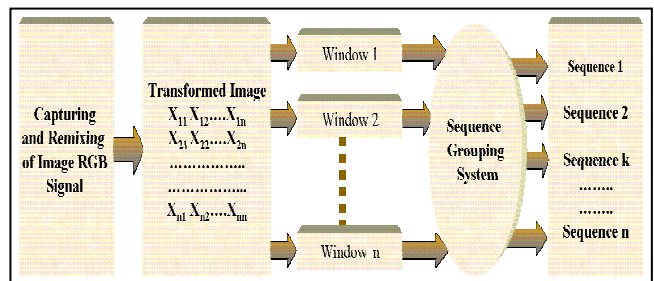 Capturing
and Remixing
of Image RGB
Signal
Transformed Image
X11 X12....X1n
X21 X22....X2n
................
................
Xn1 Xn2....Xnn
Window 1
Window 2
Window n
Sequence
Grouping
System
Sequence 1
Sequence 2
Sequence k
........
........
Sequence n